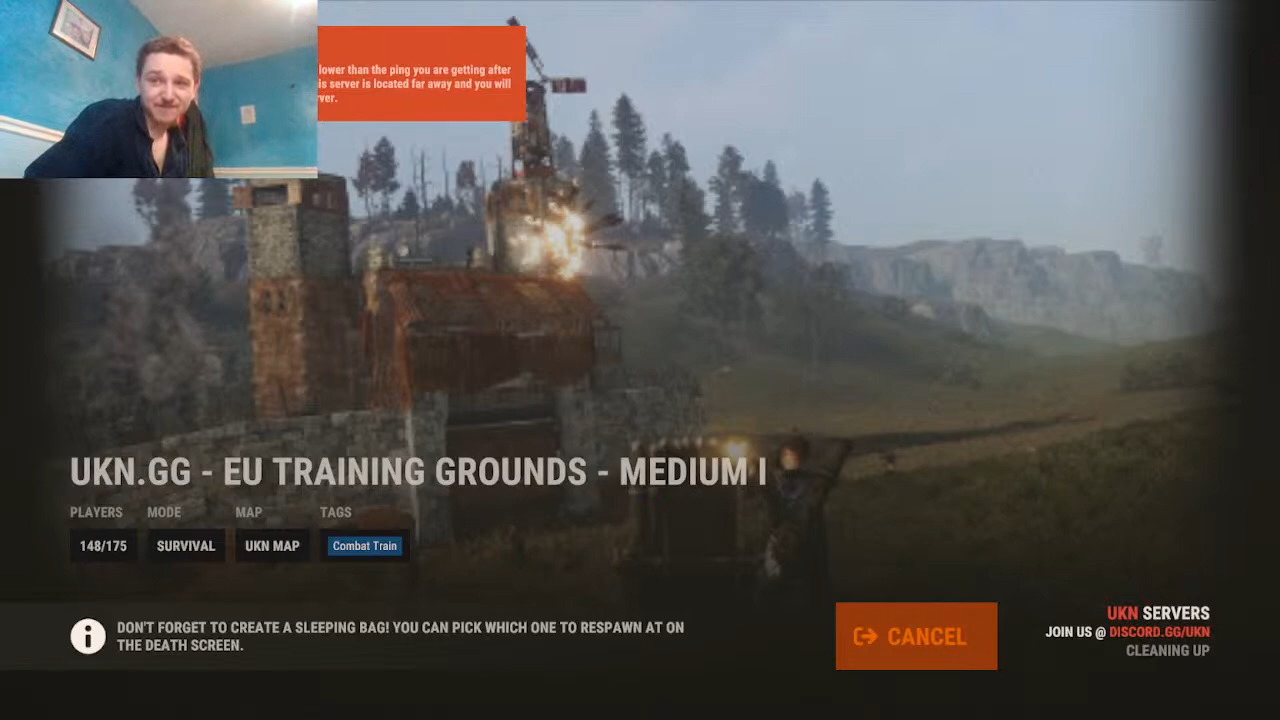 lower than the ping you are getting after
is server is located far away and you will
ver.
UKN.GG - EU TRAINING GROUNDS - MEDIUM I
PLAYERS MODE MAP TAGS
148/175 SURVIVAL UKN MAP Combat Train
DON'T FORGET TO CREATE A SLEEPING BAG! YOU CAN PICK WHICH ONE TO RESPAWN AT ON
THE DEATH SCREEN.
CANCEL
UKN SERVERS
JOIN US @ DISCORD.GG/UKN
CLEANING UP